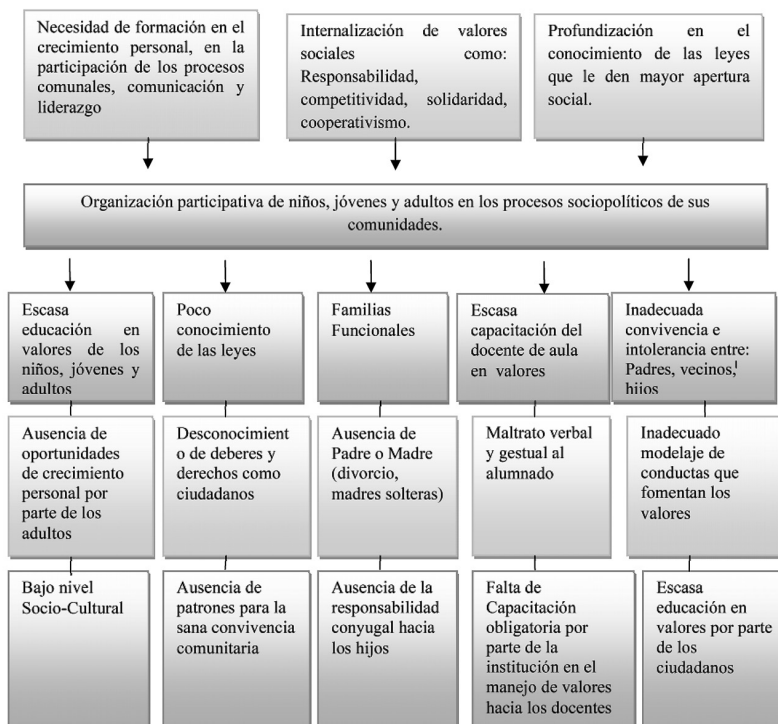 Necesidad de formación en el
crecimiento personal, en la
participación de los procesos
comunales, comunicación y
liderazgo
Internalización de valores
sociales como:
Responsabilidad,
competitividad, solidaridad,
cooperativismo.
Profundización en el
conocimiento de las leyes
que le den mayor apertura
social.
Organización participativa de niños, jóvenes y adultos en los procesos sociopolíticos de sus
comunidades.
Escasa
educación en
valores de los
niños, jóvenes y
adultos
Poco
conocimiento
de las leyes
Familias
Funcionales
Escasa
capacitación del
docente de aula
en valores
Inadecuada
convivencia e
intolerancia entre:
Padres, vecinos,
hijos
Ausencia de
oportunidades
de crecimiento
personal por
parte de los
adultos
Desconocimient
o de deberes y
derechos como
ciudadanos
Ausencia de
Padre o Madre
(divorcio,
madres solteras)
Maltrato verbal
y gestual al
alumnado
Inadecuado
modelaje de
conductas que
fomentan los
valores
Bajo nivel
Socio-Cultural
Ausencia de
patrones para la
sana convivencia
comunitaria
Ausencia de la
responsabilidad
conyugal hacia
los hijos
Falta de
Capacitación
obligatoria por
parte de la
institución en el
manejo de valores
hacia los docentes
Escasa
educación en
valores por parte
de los
ciudadanos